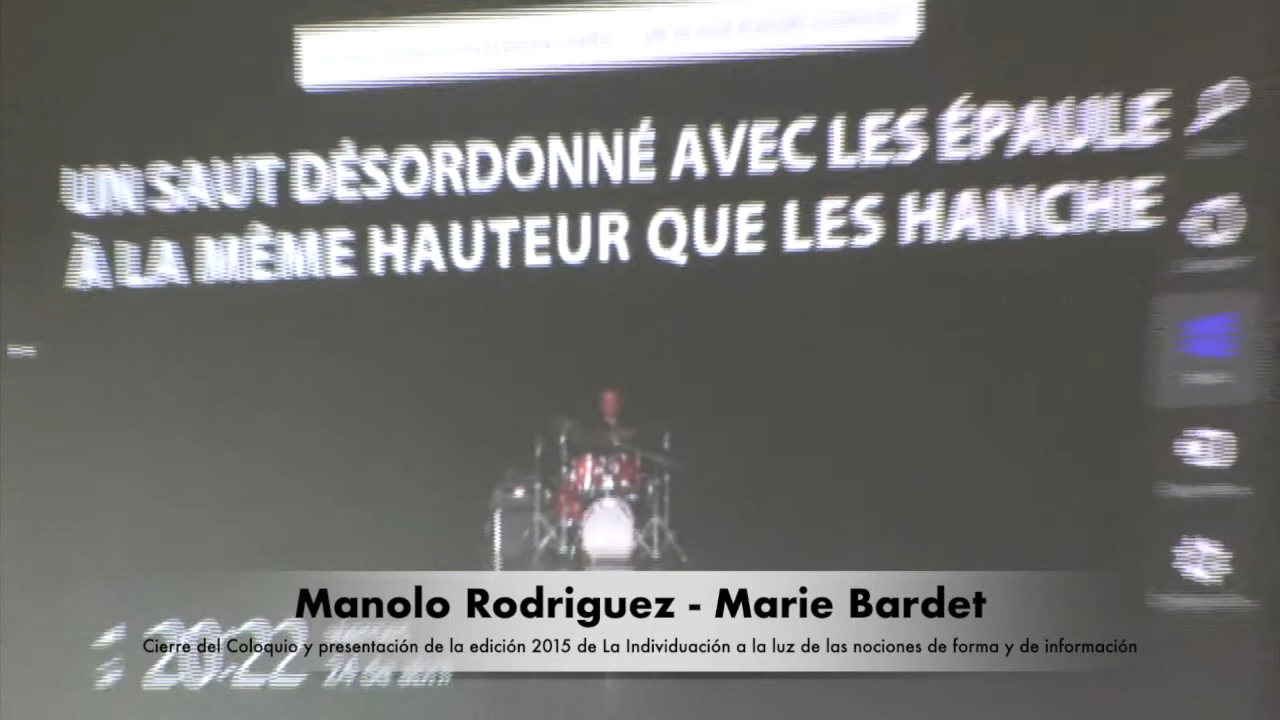 UN SAUT DÉSORDONNÉ AVEC LES ÉPAULE
À LA MÊME HAUTEUR QUE LES HANCHE
Manolo Rodriguez - Marie Bardet
Cierre del Coloquio y presentación de la edición 2015 de La Individuación a la luz de las nociones de forma y de información
20:22